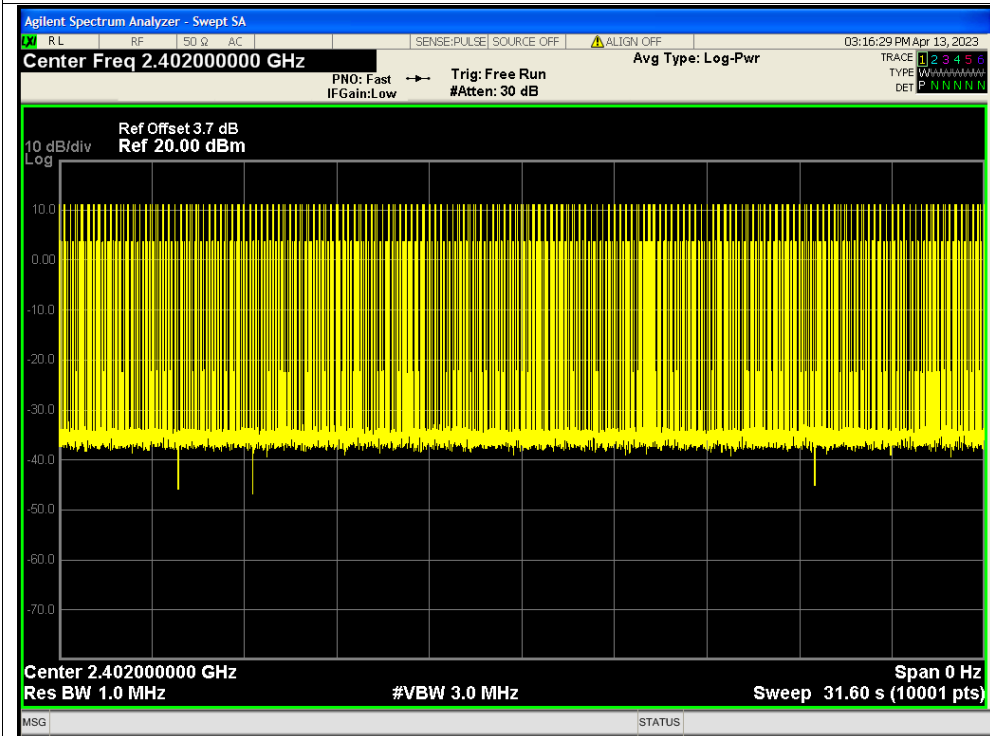 Agilent Spectrum Analyzer - Swept SA
LXI RL RF 50 Ω AC SENSE:PULSE SOURCE OFF ALIGN OFF 03:16:29 PM Apr 13, 2023
Center Freq 2.402000000 GHz
Avg Type: Log-Pwr
TRACE 1 2 3 4 5 6
PNO: Fast Trig: Free Run
TYPE WWWWWWW
IFGain:Low #Atten: 30 dB
DET P N N N N N
Ref Offset 3.7 dB
10 dB/div Ref 20.00 dBm
Log
10.0
0.00
-10.0
-20.0
-30.0
-40.0
-50.0
-60.0
-70.0
Center 2.402000000 GHz Span 0 Hz
Res BW 1.0 MHz #VBW 3.0 MHz Sweep 31.60 s (10001 pts)
MSG STATUS